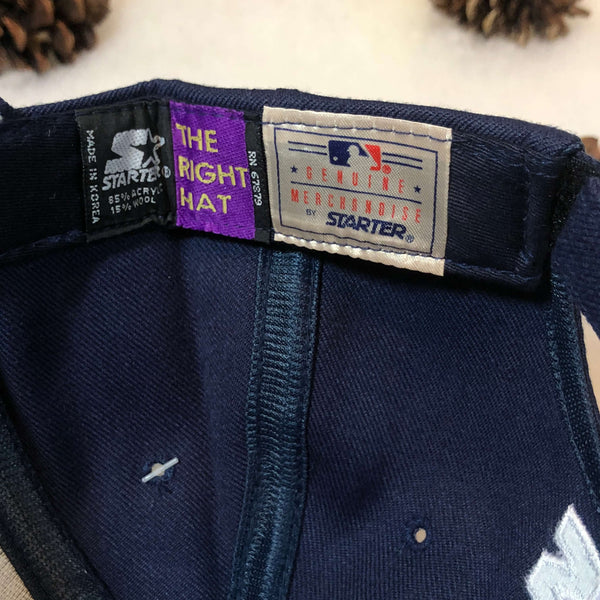 MADE IN KOREA
STARTER®
85% ACRYLIC
15% WOOL
THE
RIGHT
HAT
RN 67879
GENUINE
MERCHANDISE
BY STARTER®